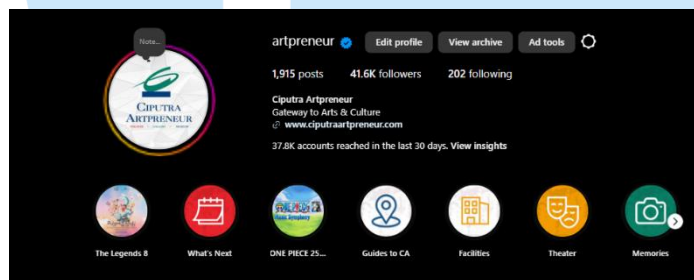 Note...
artpreneur
Edit profile
View archive
Ad tools
1,915 posts
41.6K followers
202 following
CIPUTRA
ARTPRENEUR
Ciputra Artpreneur
Gateway to Arts & Culture
www.ciputraartpreneur.com
37.8K accounts reached in the last 30 days. View insights
The Legends 8
What's Next
ONE PIECE 25...
Guides to CA
Facilities
Theater
Memories